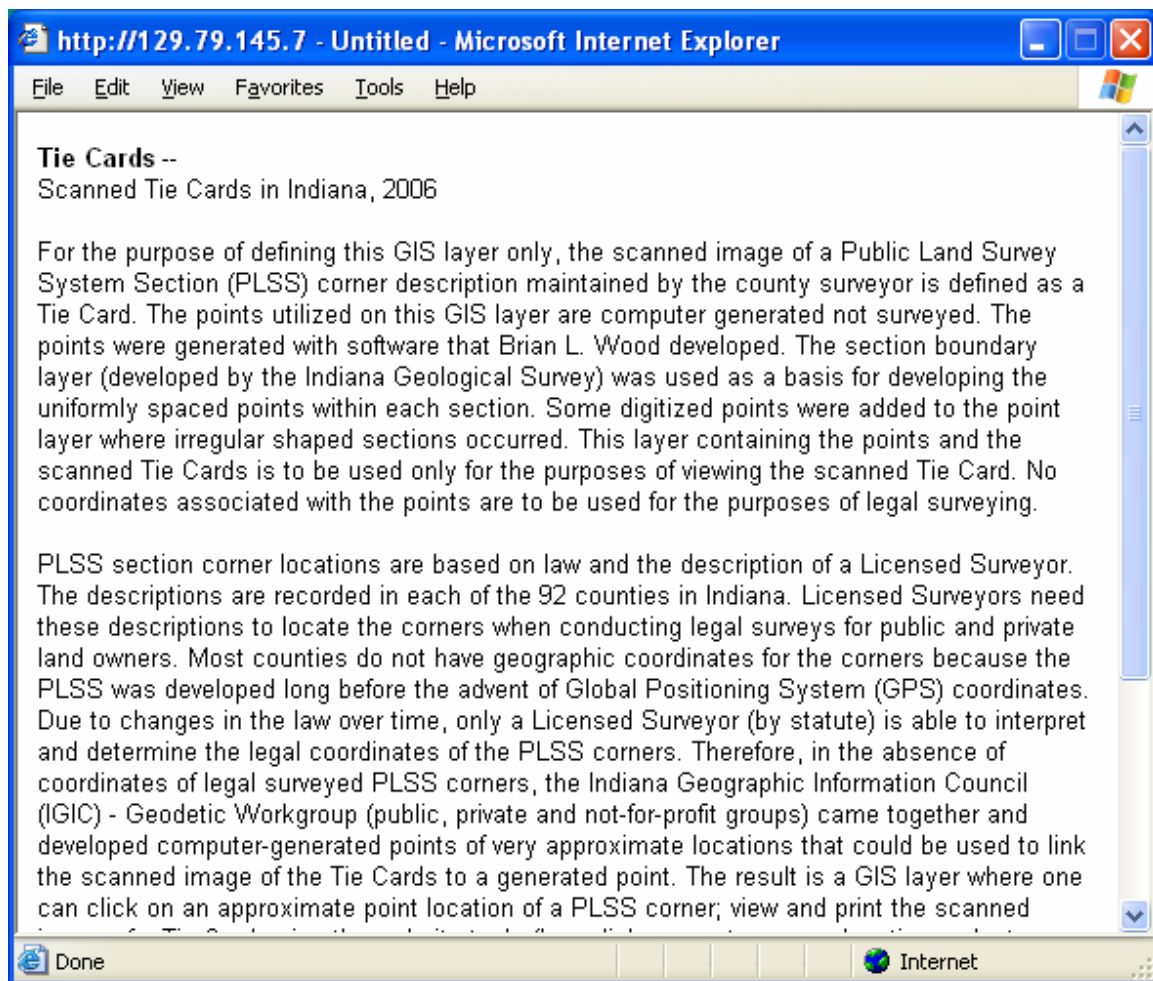 http://129.79.145.7 - Untitled - Microsoft Internet Explorer
File Edit View Favorites Tools Help
Tie Cards --
Scanned Tie Cards in Indiana, 2006
For the purpose of defining this GIS layer only, the scanned image of a Public Land Survey
System Section (PLSS) corner description maintained by the county surveyor is defined as a
Tie Card. The points utilized on this GIS layer are computer generated not surveyed. The
points were generated with software that Brian L. Wood developed. The section boundary
layer (developed by the Indiana Geological Survey) was used as a basis for developing the
uniformly spaced points within each section. Some digitized points were added to the point
layer where irregular shaped sections occurred. This layer containing the points and the
scanned Tie Cards is to be used only for the purposes of viewing the scanned Tie Card. No
coordinates associated with the points are to be used for the purposes of legal surveying.
PLSS section corner locations are based on law and the description of a Licensed Surveyor.
The descriptions are recorded in each of the 92 counties in Indiana. Licensed Surveyors need
these descriptions to locate the corners when conducting legal surveys for public and private
land owners. Most counties do not have geographic coordinates for the corners because the
PLSS was developed long before the advent of Global Positioning System (GPS) coordinates.
Due to changes in the law over time, only a Licensed Surveyor (by statute) is able to interpret
and determine the legal coordinates of the PLSS corners. Therefore, in the absence of
coordinates of legal surveyed PLSS corners, the Indiana Geographic Information Council
(IGIC) - Geodetic Workgroup (public, private and not-for-profit groups) came together and
developed computer-generated points of very approximate locations that could be used to link
the scanned image of the Tie Cards to a generated point. The result is a GIS layer where one
can click on an approximate point location of a PLSS corner; view and print the scanned
Done Internet